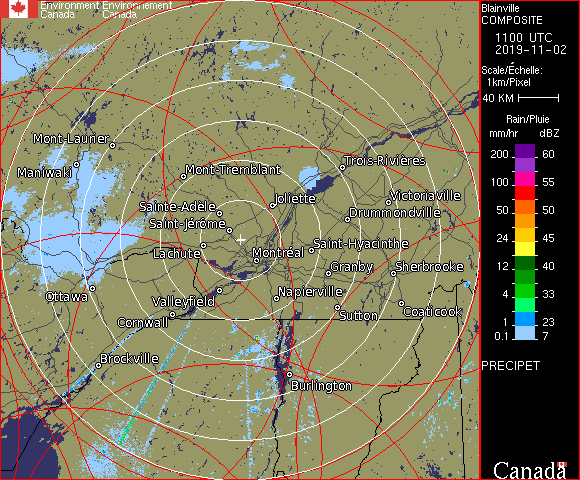 Environment Environnement
Canada Canada
Blainville
COMPOSITE
1100 UTC
2019-11-02
Scale/Échelle:
1km/Pixel
40 KM
Rain/Pluie
mm/hr dBZ
200 60
100 55
50 50
24 45
12 40
4 33
1 23
0.1 7
PRECIPET
Canada
Mont-Laurier
Maniwaki
Mont-Tremblant
Trois-Rivières
Sainte-Adèle
Joliette
Victoriaville
Saint-Jérôme
Drummondville
Lachute
Montréal
Saint-Hyacinthe
Granby
Sherbrooke
Ottawa
Valleyfield
Napierville
Cornwall
Sutton
Coaticook
Brockville
Burlington